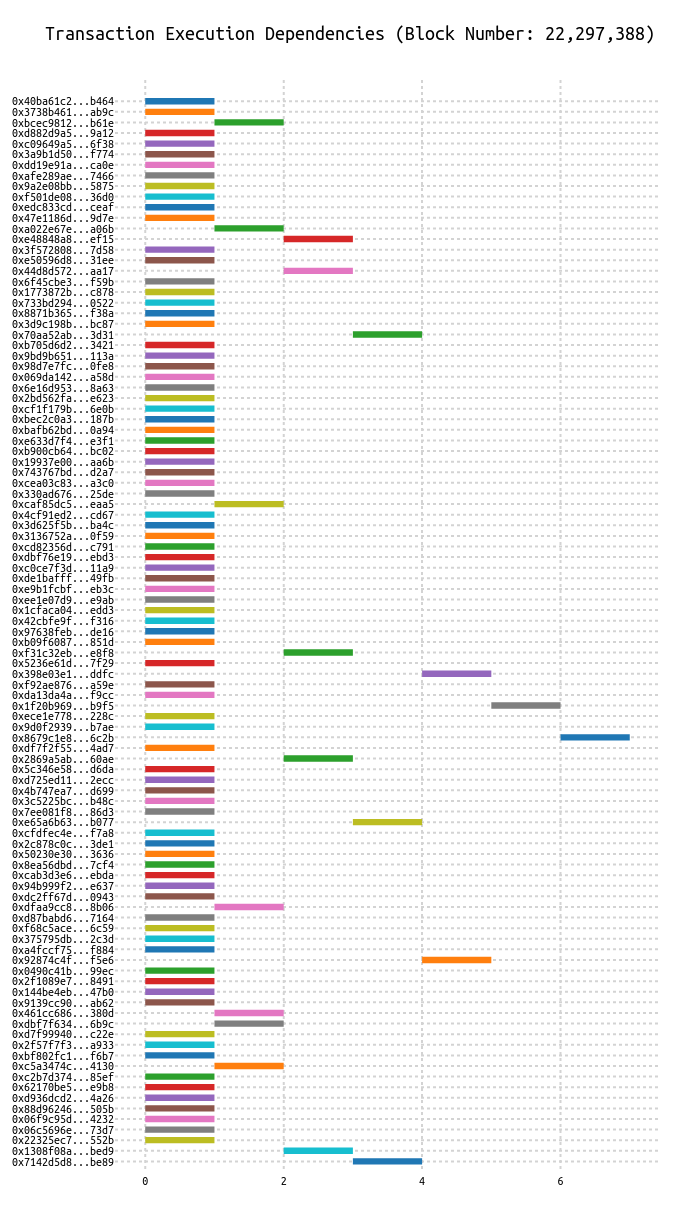 Transaction Execution Dependencies (Block Number: 22,297,388)
0x40ba61c2...b464
0x3738b461...ab9c
0xbcec9812...b61e
0xd882d9a5...9a12
0xc09649a5...6f38
0x3a9b1d50...f774
0xdd19e91a...ca0e
0xafe289ae...7466
0x9a2e08bb...5875
0xf501de08...36d0
0xedc833cd...ceaf
0x47e1186d...9d7e
0xa022e67e...a06b
0xe48848a8...ef15
0x3f572808...7d58
0xe50596d8...31ee
0x44d8d572...aa17
0x6f45cbe3...f59b
0x1773872b...c878
0x733bd294...0522
0x8871b365...f38a
0x3d9c198b...bc87
0x70aa52ab...3d31
0xb705d6d2...3421
0x9bd9b651...113a
0x98d7e7fc...0fe8
0x069da142...a58d
0x6e16d953...8a63
0x2bd562fa...e623
0xcf1f179b...6e0b
0xbec2c0a3...187b
0xbafb62bd...0a94
0xe633d7f4...e3f1
0xb900cb64...bc02
0x19937e00...aa6b
0x743767bd...d2a7
0xcea03c83...a3c0
0x330ad676...25de
0xcaf85dc5...eaa5
0x4cf91ed2...cd67
0x3d625f5b...ba4c
0x3136752a...0f59
0xcd82356d...c791
0xdbf76e19...ebd3
0xc0ce7f3d...11a9
0xde1bafff...49fb
0xe9b1fcbf...eb3c
0xee1e07d9...e9ab
0x1cfaca04...edd3
0x42cbfe9f...f316
0x97638feb...de16
0xb09f6087...851d
0xf31c32eb...e8f8
0x5236e61d...7f29
0x398e03e1...ddfc
0xf92ae876...a59e
0xda13da4a...f9cc
0x1f20b969...b9f5
0xece1e778...228c
0x9d0f2939...b7ae
0x8679c1e8...6c2b
0xdf7f2f55...4ad7
0x2869a5ab...60ae
0x5c346e58...d6da
0xd725ed11...2ecc
0x4b747ea7...d699
0x3c5225bc...b48c
0x7ee081f8...86d3
0xe65a6b63...b077
0xcfdfec4e...f7a8
0x2c878c0c...3de1
0x50230e30...3636
0x8ea56dbd...7cf4
0xcab3d3e6...ebda
0x94b999f2...e637
0xdc2ff67d...0943
0xdfaa9cc8...8b06
0xd87babd6...7164
0xf68c5ace...6c59
0x375795db...2c3d
0xa4fccf75...f884
0x92874c4f...f5e6
0x0490c41b...99ec
0x2f1089e7...8491
0x144be4eb...47b0
0x9139cc90...ab62
0x461cc686...380d
0xdbf7f634...6b9c
0xd7f99940...c22e
0x2f57f7f3...a933
0xbf802fc1...f6b7
0xc5a3474c...4130
0xc2b7d374...85ef
0x62170be5...e9b8
0xd936dcd2...4a26
0x88d96246...505b
0x06f9c95d...4232
0x06c5696e...73d7
0x22325ec7...552b
0x1308f08a...bed9
0x7142d5d8...be89
0 2 4 6